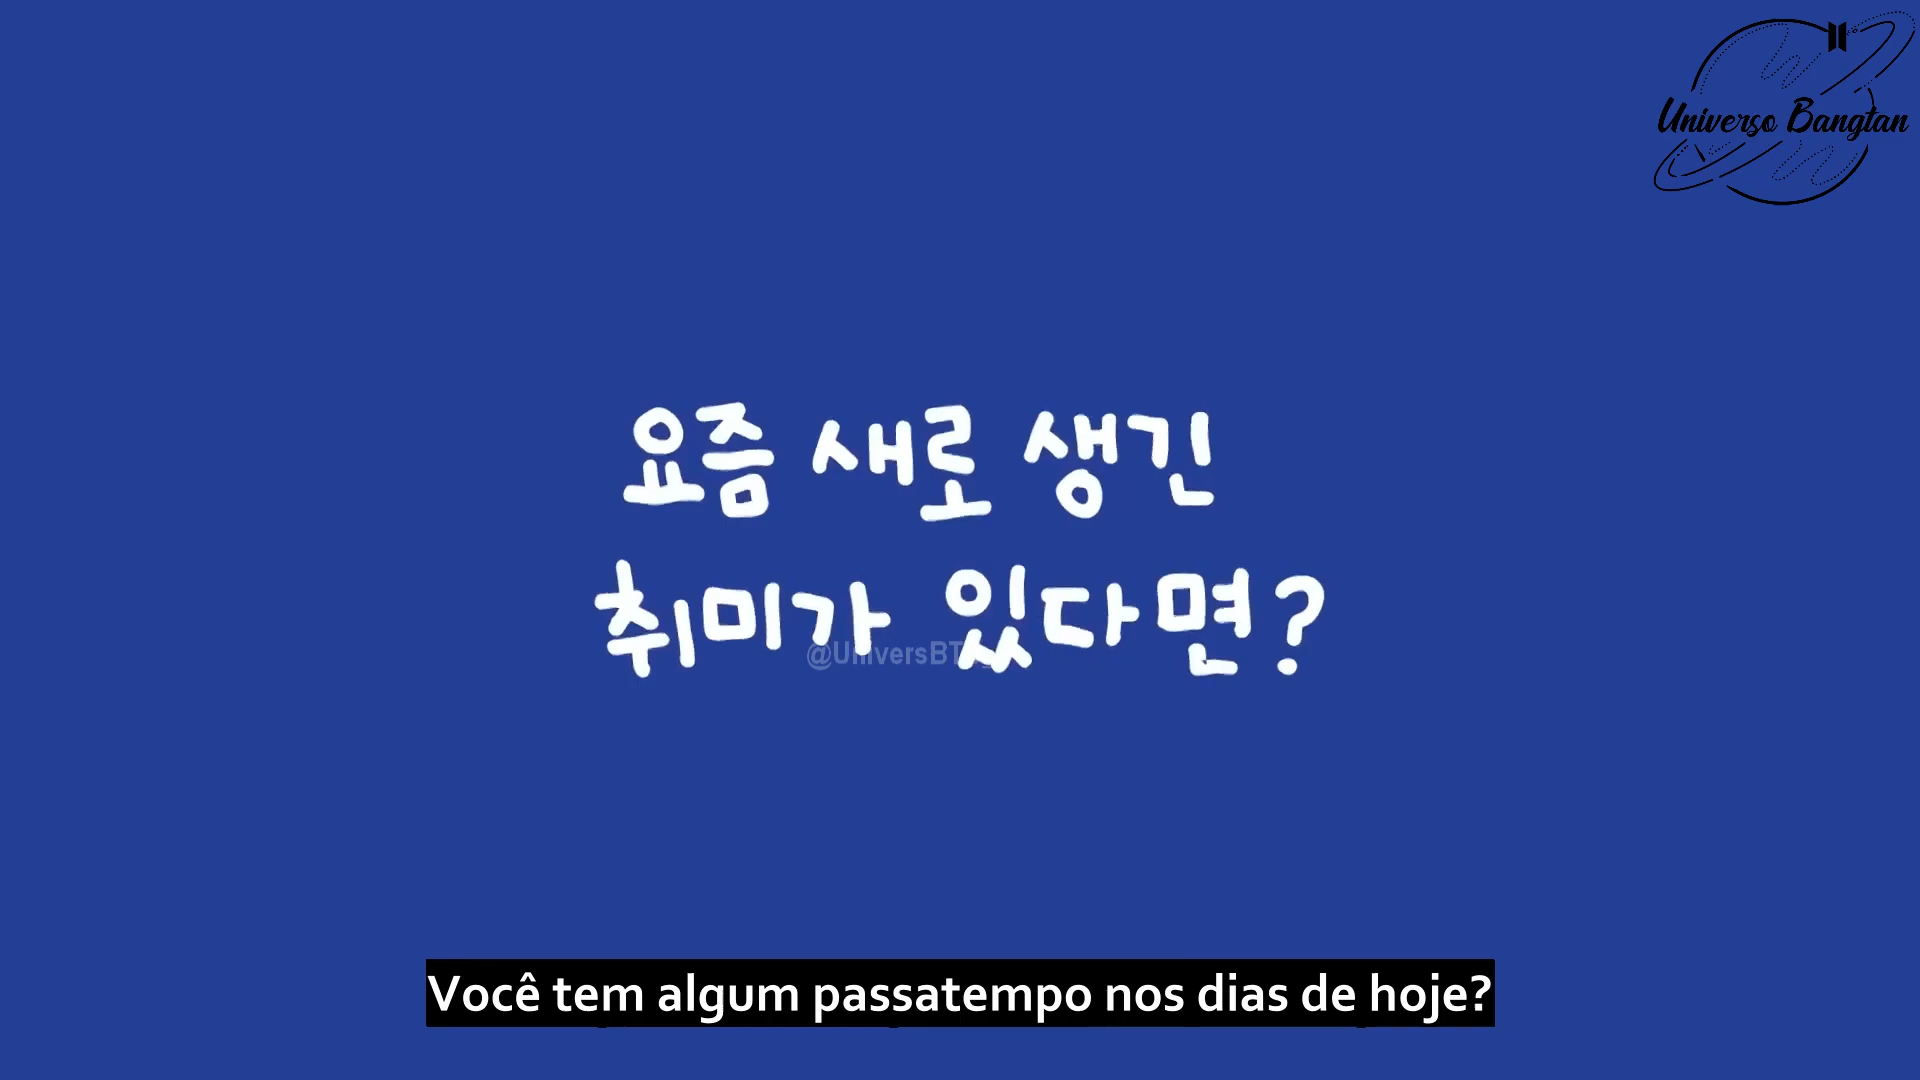 Universo Bangtan
요즘 새로 생긴
취미가 있다면?
@UniversBT
Você tem algum passatempo nos dias de hoje?